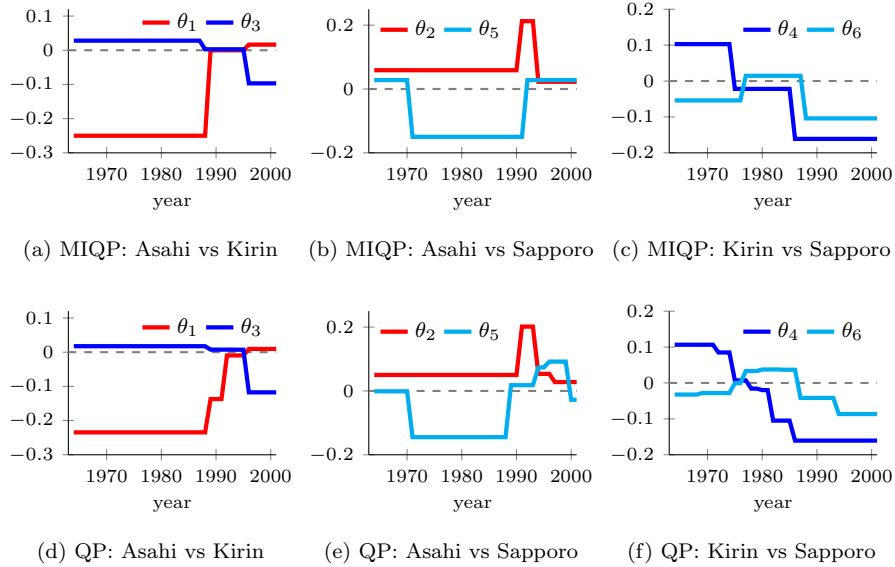 θ1 θ3
0.1
0
−0.1
−0.2
−0.3
1970 1980 1990 2000
year
(a) MIQP: Asahi vs Kirin
θ2 θ5
0.2
0
−0.2
1970 1980 1990 2000
year
(b) MIQP: Asahi vs Sapporo
θ4 θ6
0.2
0.1
0
−0.1
−0.2
1970 1980 1990 2000
year
(c) MIQP: Kirin vs Sapporo
θ1 θ3
0.1
0
−0.1
−0.2
−0.3
1970 1980 1990 2000
year
(d) QP: Asahi vs Kirin
θ2 θ5
0.2
0
−0.2
1970 1980 1990 2000
year
(e) QP: Asahi vs Sapporo
θ4 θ6
0.2
0.1
0
−0.1
−0.2
1970 1980 1990 2000
year
(f) QP: Kirin vs Sapporo